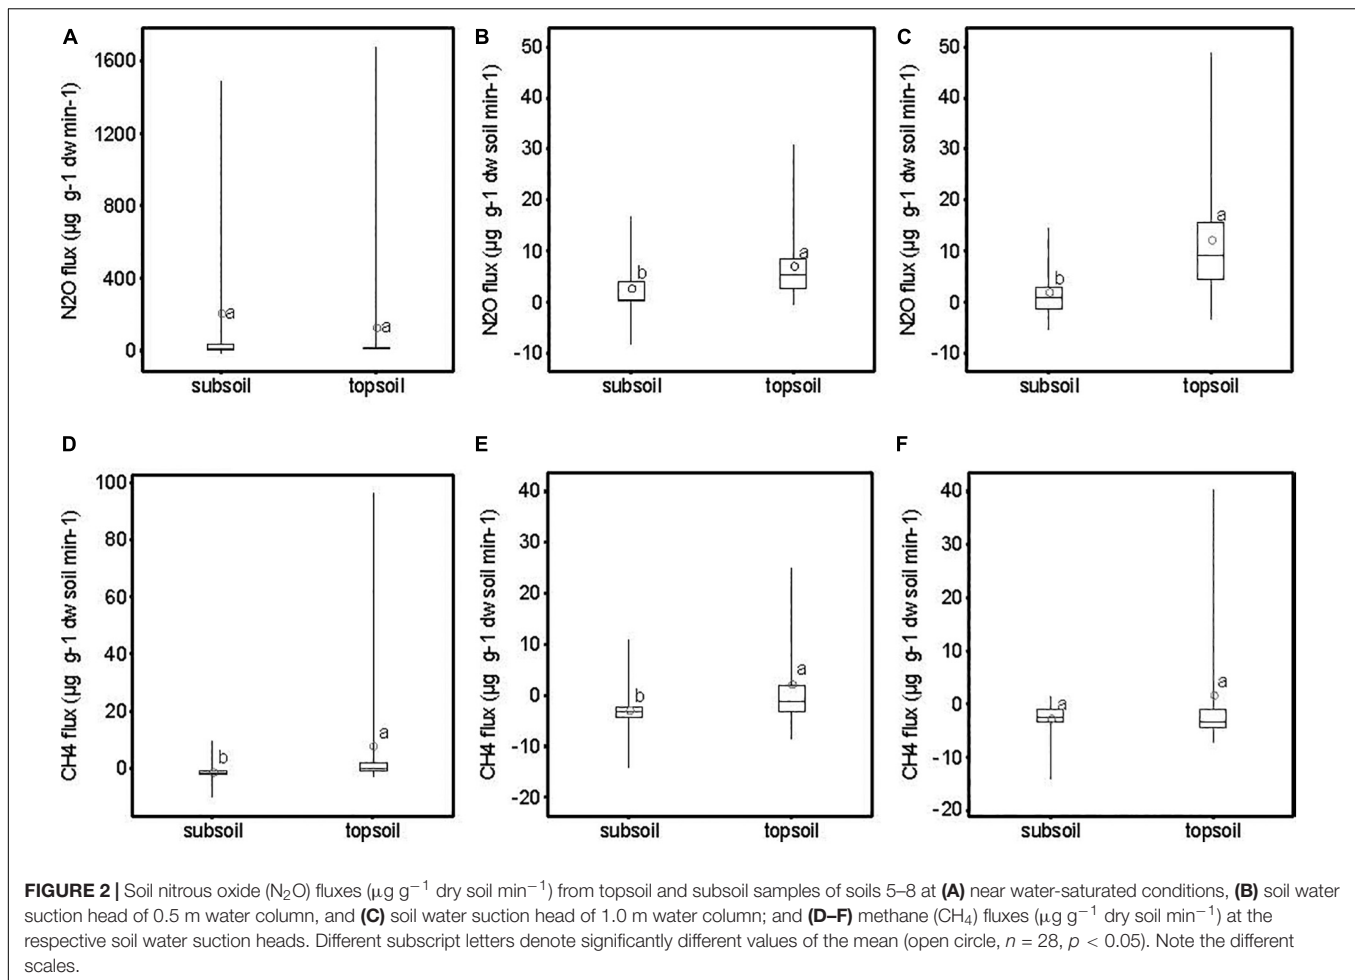 A
N2O flux (µg g-1 dw min-1)
1600
1200
800
400
0
a
a
subsoil
topsoil
B
N2O flux (µg g-1 dw soil min-1)
50
40
30
20
10
0
-10
b
a
subsoil
topsoil
C
N2O flux (µg g-1 dw soil min-1)
50
40
30
20
10
0
-10
b
a
subsoil
topsoil
D
CH4 flux (µg g-1 dw soil min-1)
100
80
60
40
20
0
b
a
subsoil
topsoil
E
CH4 flux (µg g-1 dw soil min-1)
40
30
20
10
0
-10
-20
b
a
subsoil
topsoil
F
CH4 flux (µg g-1 dw soil min-1)
40
30
20
10
0
-10
-20
a
a
subsoil
topsoil
FIGURE 2 | Soil nitrous oxide (N₂O) fluxes (µg g⁻¹ dry soil min⁻¹) from topsoil and subsoil samples of soils 5–8 at (A) near water-saturated conditions, (B) soil water
suction head of 0.5 m water column, and (C) soil water suction head of 1.0 m water column; and (D–F) methane (CH₄) fluxes (µg g⁻¹ dry soil min⁻¹) at the
respective soil water suction heads. Different subscript letters denote significantly different values of the mean (open circle, n = 28, p < 0.05). Note the different
scales.